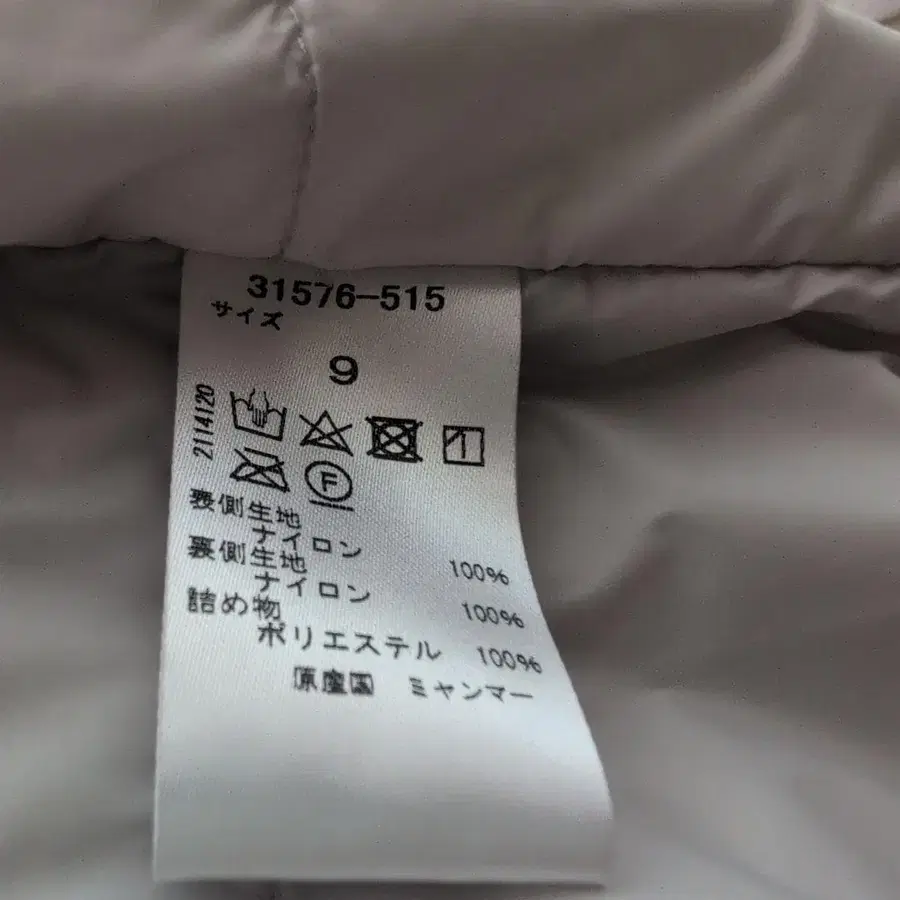 31576-515
サイズ
9
2114120
F
表側生地
ナイロン 100%
裏側生地
ナイロン 100%
詰め物
ポリエステル 100%
原産国 ミャンマー